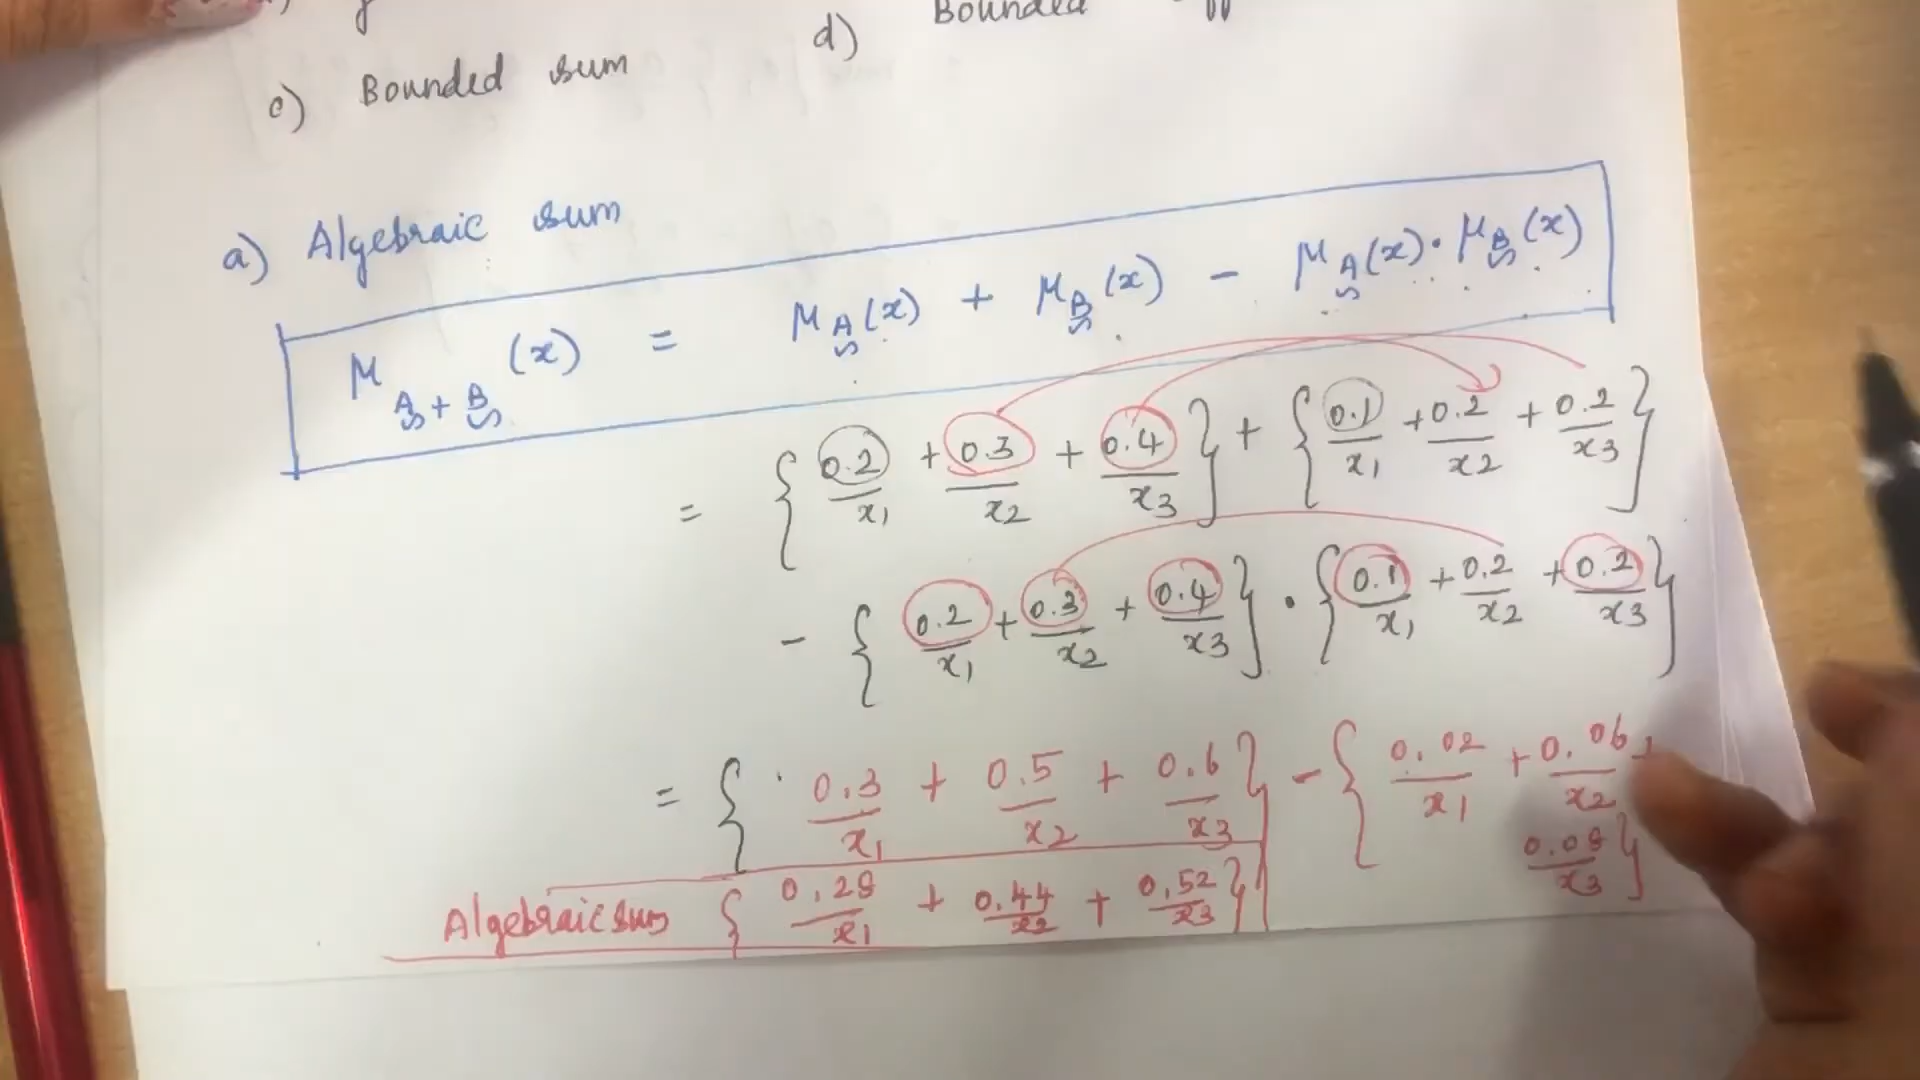 d) Bounded
c) Bounded sum
a) Algebraic sum
μ A+B (x) = μA(x) + μB(x) - μA(x) · μB(x)
= { 0.2/x1 + 0.3/x2 + 0.4/x3 } + { 0.1/x1 + 0.2/x2 + 0.2/x3 }
- { 0.2/x1 + 0.3/x2 + 0.4/x3 } · { 0.1/x1 + 0.2/x2 + 0.2/x3 }
= { 0.3/x1 + 0.5/x2 + 0.6/x3 } - { 0.02/x1 + 0.06/x2 +
0.08/x3 }
Algebraic sum { 0.28/x1 + 0.44/x2 + 0.52/x3 }